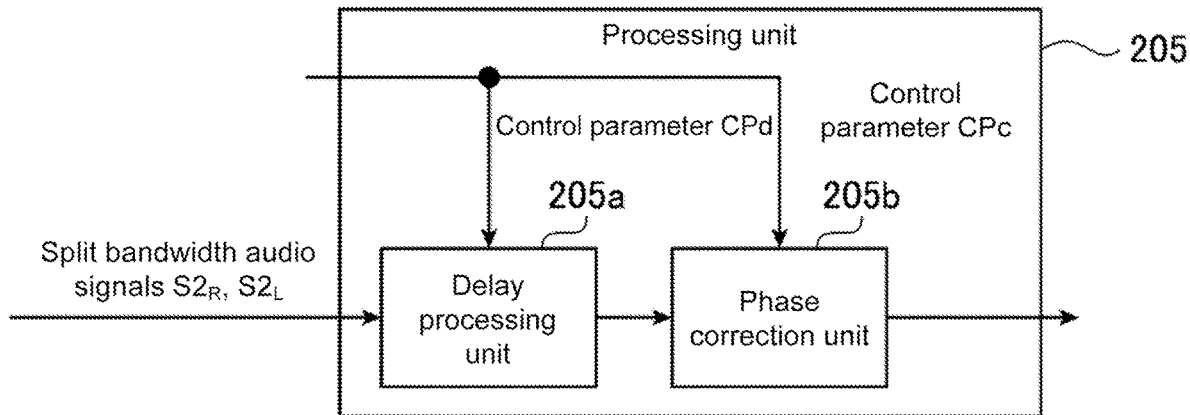 Processing unit
205
Control
parameter CPc
Control parameter CPd
205a
205b
Split bandwidth audio
signals S2R, S2L
Delay
processing
unit
Phase
correction unit